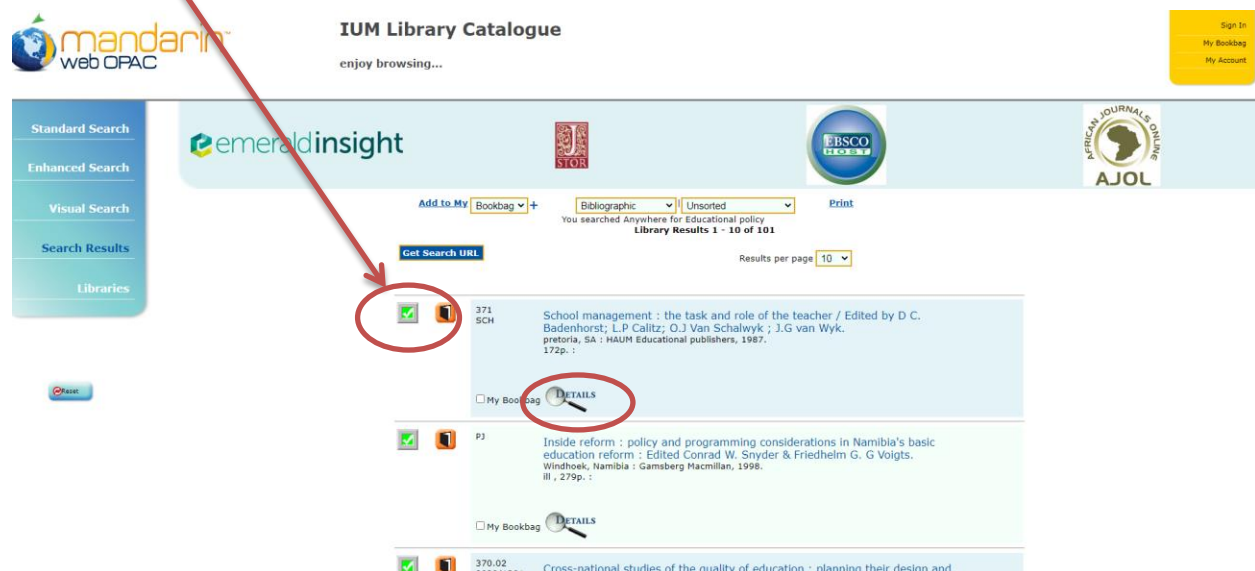 mandarin
web OPAC
IUM Library Catalogue
enjoy browsing...
Sign In
My Bookbag
My Account
Standard Search
Enhanced Search
Visual Search
Search Results
Libraries
Reset
emeraldinsight
JSTOR
EBSCO
HOST
AFRICAN JOURNALS ONLINE
AJOL
Add to My Bookbag + Bibliographic Unsorted Print
You searched Anywhere for Educational policy
Library Results 1 - 10 of 101
Get Search URL
Results per page 10
371
SCH
School management : the task and role of the teacher / Edited by D C.
Badenhorst; L.P Calitz; O.J Van Schalwyk ; J.G van Wyk.
pretoria, SA : HAUM Educational publishers, 1987.
172p. :
My Bookbag DETAILS
PJ
Inside reform : policy and programming considerations in Namibia's basic
education reform : Edited Conrad W. Snyder & Friedhelm G. G Voigts.
Windhoek, Namibia : Gamsberg Macmillan, 1998.
ill , 279p. :
My Bookbag DETAILS
370.02
Cross-national studies of the quality of education : planning their design and